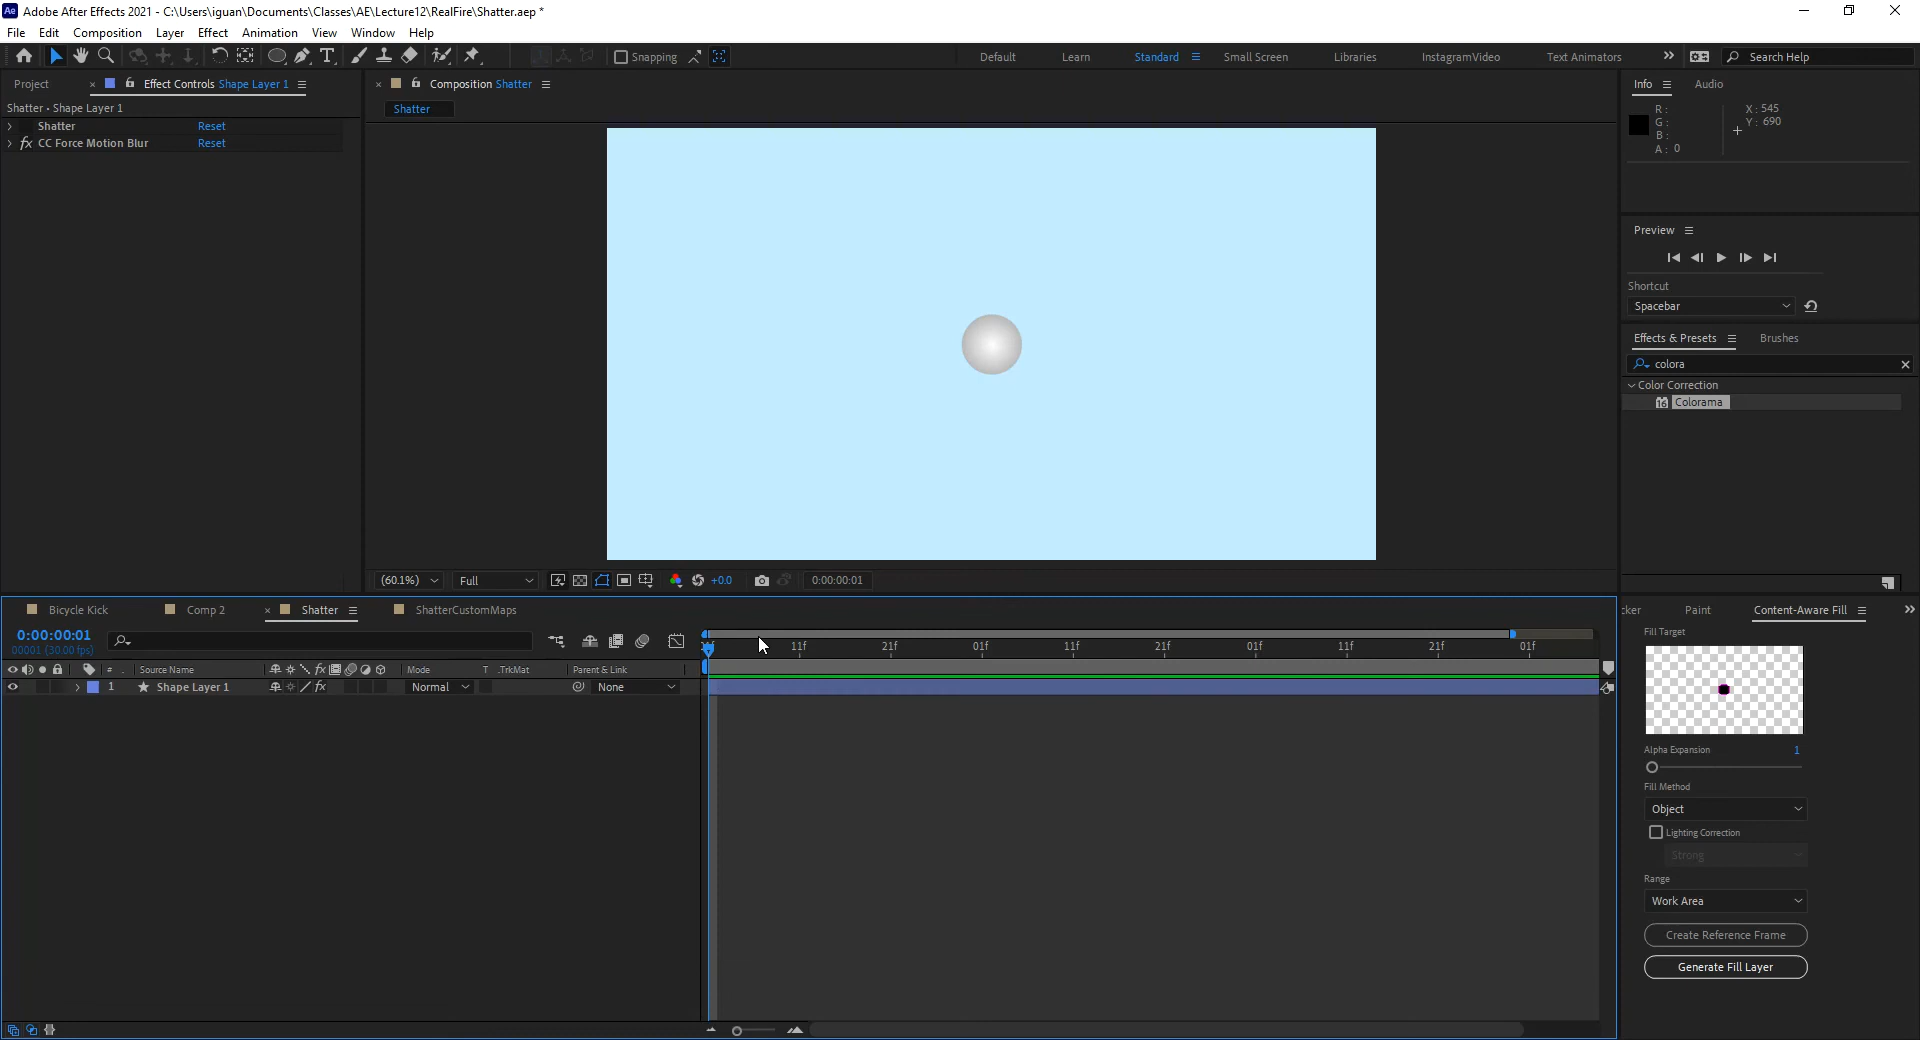 Ae Adobe After Effects 2021 - C:\Users\iguan\Documents\Classes\AE\Lecture12\RealFire\Shatter.aep *
File Edit Composition Layer Effect Animation View Window Help
T Snapping Default Learn Standard Small Screen Libraries InstagramVideo Text Animators Search Help
Project Effect Controls Shape Layer 1
Shatter • Shape Layer 1
Shatter Reset
fx CC Force Motion Blur Reset
Composition Shatter
Shatter
(60.1%) Full +0.0 0:00:00:01
Info Audio
R :
G :
B :
A : 0
X : 545
Y : 690
Preview
Shortcut
Spacebar
Effects & Presets Brushes
colora
Color Correction
16 Colorama
Bicycle Kick Comp 2 Shatter ShatterCustomMaps
0:00:00:01
00001 (30.00 fps)
11f 21f 01f 11f 21f 01f 11f 21f 01f
# Source Name fx Mode T .TrkMat Parent & Link
1 Shape Layer 1 fx Normal None
Paint Content-Aware Fill
Fill Target
Alpha Expansion 1
Fill Method
Object
Lighting Correction
Strong
Range
Work Area
Create Reference Frame
Generate Fill Layer